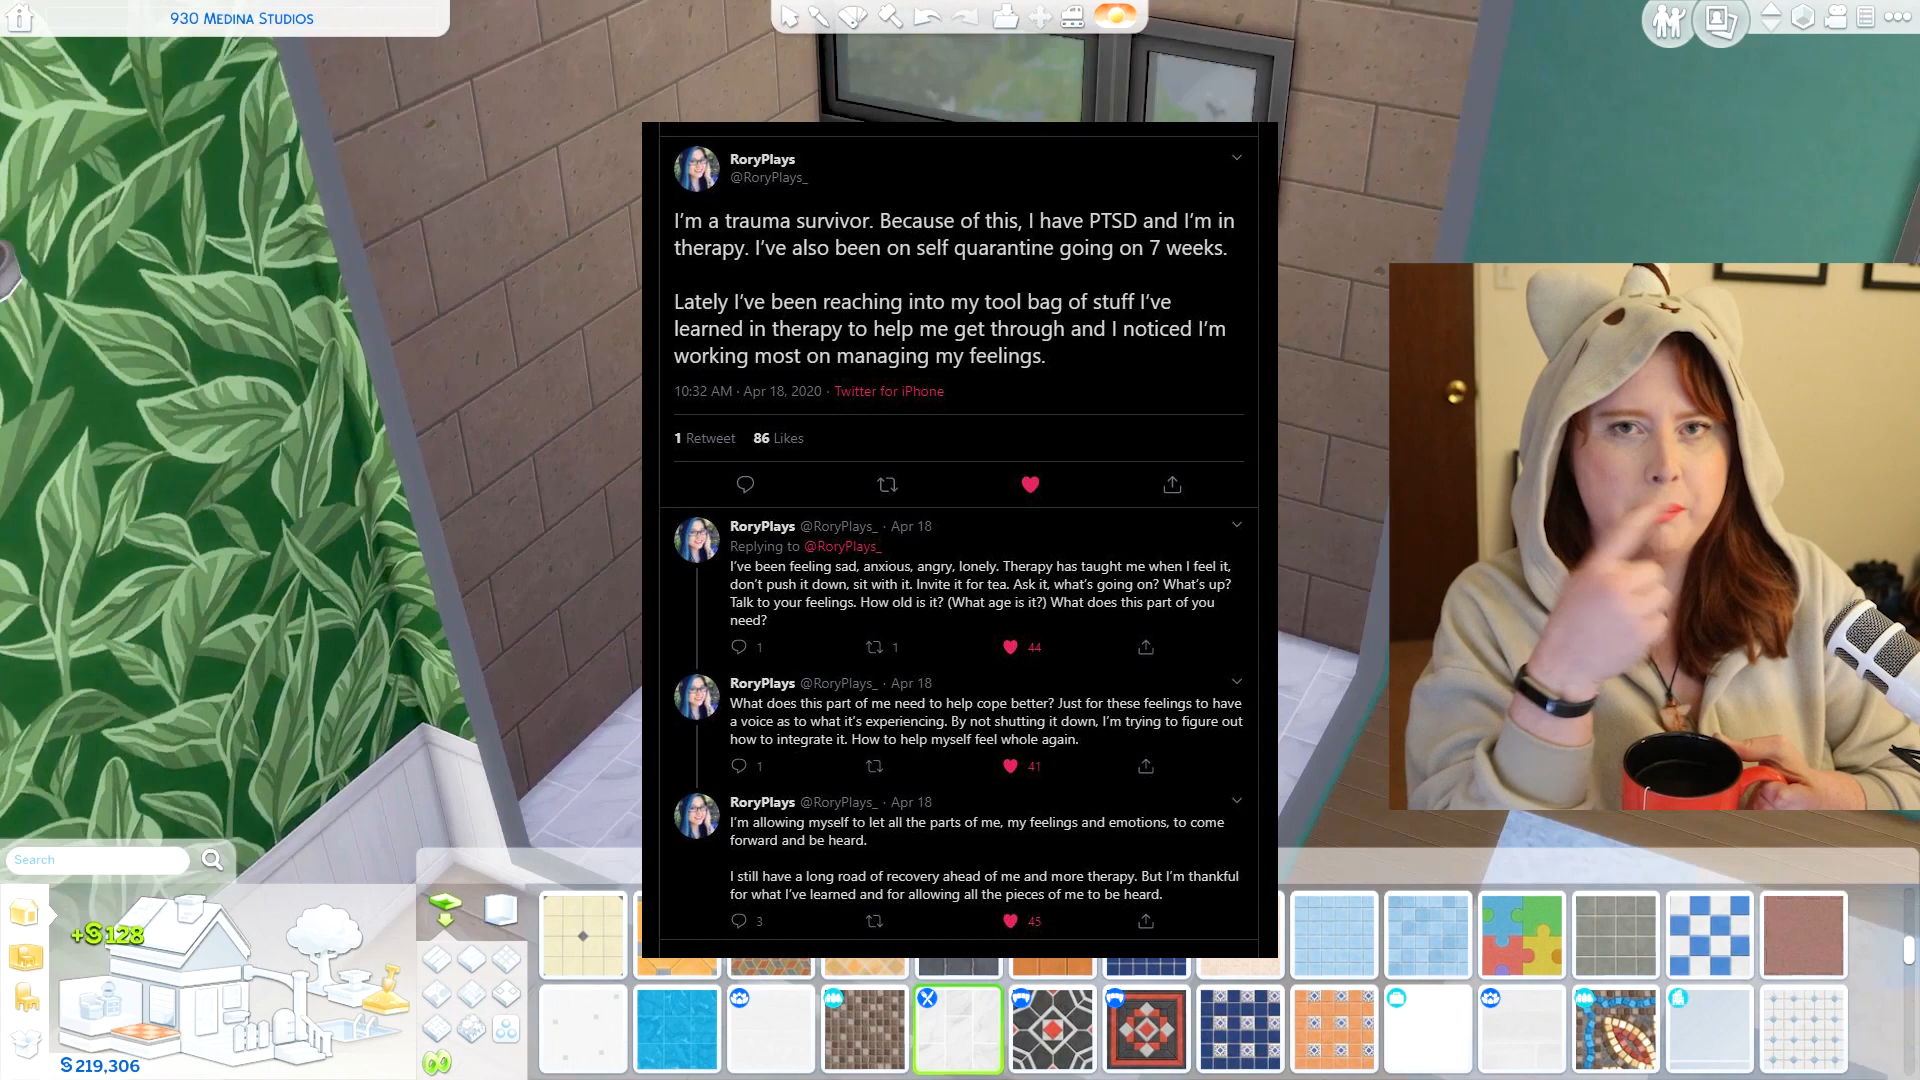 930 Medina Studios
RoryPlays
@RoryPlays_
I'm a trauma survivor. Because of this, I have PTSD and I'm in
therapy. I've also been on self quarantine going on 7 weeks.
Lately I've been reaching into my tool bag of stuff I've
learned in therapy to help me get through and I noticed I'm
working most on managing my feelings.
10:32 AM · Apr 18, 2020 · Twitter for iPhone
1 Retweet 86 Likes
RoryPlays @RoryPlays_ · Apr 18
Replying to @RoryPlays_
I've been feeling sad, anxious, angry, lonely. Therapy has taught me when I feel it,
don't push it down, sit with it. Invite it for tea. Ask it, what's going on? What's up?
Talk to your feelings. How old is it? (What age is it?) What does this part of you
need?
1 1 44
RoryPlays @RoryPlays_ · Apr 18
What does this part of me need to help cope better? Just for these feelings to have
a voice as to what it's experiencing. By not shutting it down, I'm trying to figure out
how to integrate it. How to help myself feel whole again.
1 41
RoryPlays @RoryPlays_ · Apr 18
I'm allowing myself to let all the parts of me, my feelings and emotions, to come
forward and be heard.
I still have a long road of recovery ahead of me and more therapy. But I'm thankful
for what I've learned and for allowing all the pieces of me to be heard.
3 45
Search
+§128
§219,306